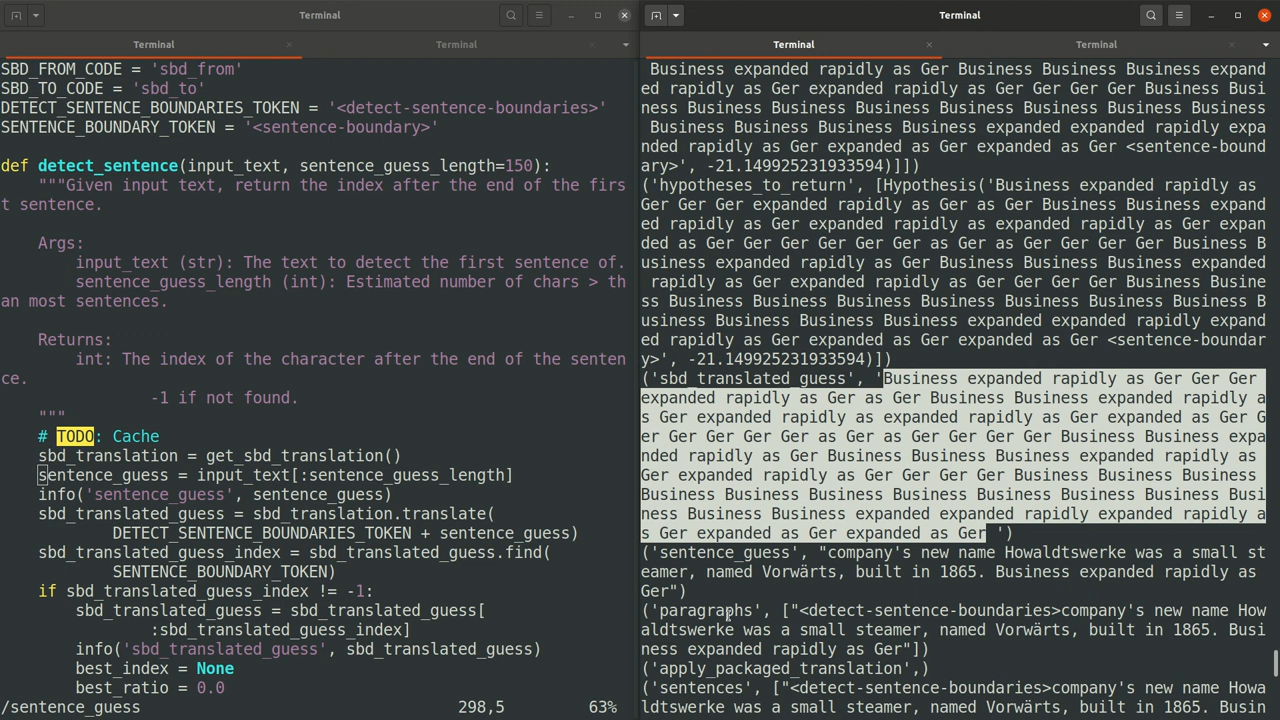 Terminal
Terminal
Terminal
Terminal
SBD_FROM_CODE = 'sbd_from'
SBD_TO_CODE = 'sbd_to'
DETECT_SENTENCE_BOUNDARIES_TOKEN = '<detect-sentence-boundaries>'
SENTENCE_BOUNDARY_TOKEN = '<sentence-boundary>'
def detect_sentence(input_text, sentence_guess_length=150):
"""Given input text, return the index after the end of the firs
t sentence.
Args:
input_text (str): The text to detect the first sentence of.
sentence_guess_length (int): Estimated number of chars > th
an most sentences.
Returns:
int: The index of the character after the end of the senten
ce.
-1 if not found.
"""
# TODO: Cache
sbd_translation = get_sbd_translation()
sentence_guess = input_text[:sentence_guess_length]
info('sentence_guess', sentence_guess)
sbd_translated_guess = sbd_translation.translate(
DETECT_SENTENCE_BOUNDARIES_TOKEN + sentence_guess)
sbd_translated_guess_index = sbd_translated_guess.find(
SENTENCE_BOUNDARY_TOKEN)
if sbd_translated_guess_index != -1:
sbd_translated_guess = sbd_translated_guess[
:sbd_translated_guess_index]
info('sbd_translated_guess', sbd_translated_guess)
best_index = None
best_ratio = 0.0
/sentence_guess 298,5 63%
Terminal
Terminal
Business expanded rapidly as Ger Business Business Business expand
ed rapidly as Ger expanded rapidly as Ger Ger Ger Ger Business Busi
ness Business Business Business Business Business Business Business
Business Business Business Business expanded expanded rapidly expa
nded rapidly as Ger expanded as Ger expanded as Ger <sentence-bound
ary>', -21.149925231933594)]])
('hypotheses_to_return', [Hypothesis('Business expanded rapidly as
Ger Ger Ger expanded rapidly as Ger as Ger Business Business expand
ed rapidly as Ger expanded rapidly as expanded rapidly as Ger expan
ded as Ger Ger Ger Ger Ger Ger as Ger as Ger Ger Ger Ger Business B
usiness expanded rapidly as Ger Business Business Business expanded
rapidly as Ger expanded rapidly as Ger Ger Ger Ger Business Busine
ss Business Business Business Business Business Business Business B
usiness Business Business Business expanded expanded rapidly expand
ed rapidly as Ger expanded as Ger expanded as Ger <sentence-boundar
y>', -21.149925231933594)])
('sbd_translated_guess', 'Business expanded rapidly as Ger Ger Ger
expanded rapidly as Ger as Ger Business Business expanded rapidly a
s Ger expanded rapidly as expanded rapidly as Ger expanded as Ger G
er Ger Ger Ger Ger as Ger as Ger Ger Ger Ger Business Business expa
nded rapidly as Ger Business Business Business expanded rapidly as
Ger expanded rapidly as Ger Ger Ger Ger Business Business Business
Business Business Business Business Business Business Business Busi
ness Business Business expanded expanded rapidly expanded rapidly a
s Ger expanded as Ger expanded as Ger ')
('sentence_guess', "company's new name Howaldtswerke was a small st
eamer, named Vorwärts, built in 1865. Business expanded rapidly as
Ger")
('paragraphs', ["<detect-sentence-boundaries>company's new name How
aldtswerke was a small steamer, named Vorwärts, built in 1865. Busi
ness expanded rapidly as Ger"])
('apply_packaged_translation',)
('sentences', ["<detect-sentence-boundaries>company's new name Howa
ldtswerke was a small steamer, named Vorwärts, built in 1865. Busin